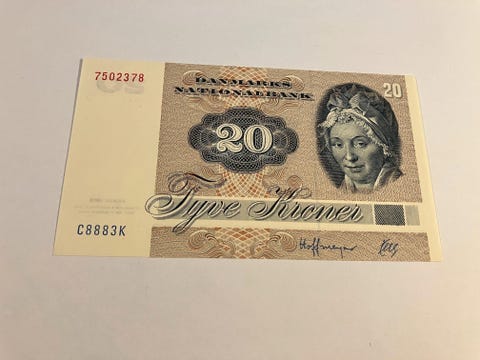 7502378
DANMARKS
NATIONALBANK
20
20
Tyve Kroner
C8883K
Hoffmeyer